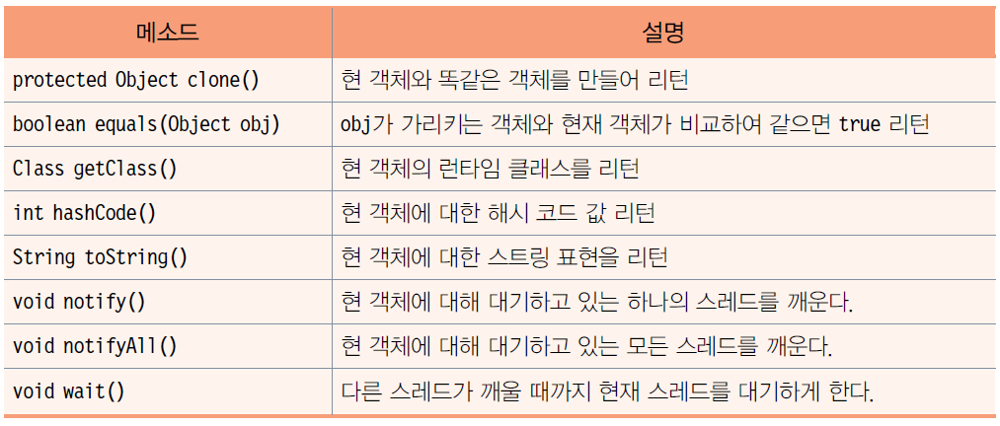 메소드 설명
protected Object clone() 현 객체와 똑같은 객체를 만들어 리턴
boolean equals(Object obj) obj가 가리키는 객체와 현재 객체가 비교하여 같으면 true 리턴
Class getClass() 현 객체의 런타임 클래스를 리턴
int hashCode() 현 객체에 대한 해시 코드 값 리턴
String toString() 현 객체에 대한 스트링 표현을 리턴
void notify() 현 객체에 대해 대기하고 있는 하나의 스레드를 깨운다.
void notifyAll() 현 객체에 대해 대기하고 있는 모든 스레드를 깨운다.
void wait() 다른 스레드가 깨울 때까지 현재 스레드를 대기하게 한다.